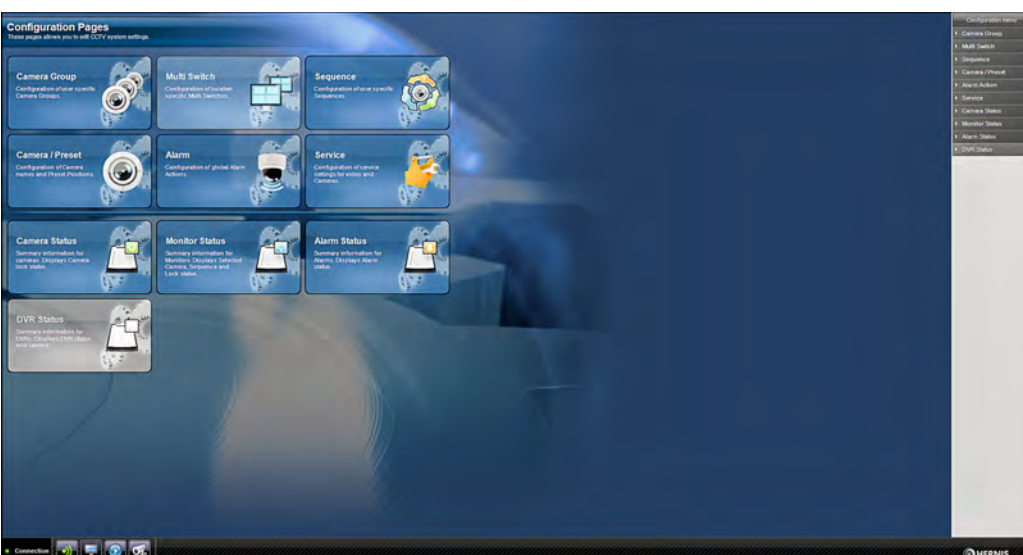 Configuration Pages
These pages allows you to edit CCTV system settings.
Camera Group
Configuration of user specific
Camera Groups.
Multi Switch
Configuration of location
specific Multi Switches.
Sequence
Configuration of user specific
Sequences.
Camera / Preset
Configuration of Camera
names and Preset Positions.
Alarm
Configuration of global Alarm
Actions.
Service
Configuration of service
settings for video and
Cameras.
Camera Status
Summary information for
cameras. Displays Camera
lock status.
Monitor Status
Summary information for
Monitors. Displays Selected
Camera, Sequence and
Lock status.
Alarm Status
Summary information for
Alarms. Displays Alarm
status.
DVR Status
Summary information for
DVRs. Displays DVR status
and camera.
Configuration menu
Camera Group
Multi Switch
Sequence
Camera / Preset
Alarm Action
Service
Camera Status
Monitor Status
Alarm Status
DVR Status
Connection
HERNIS